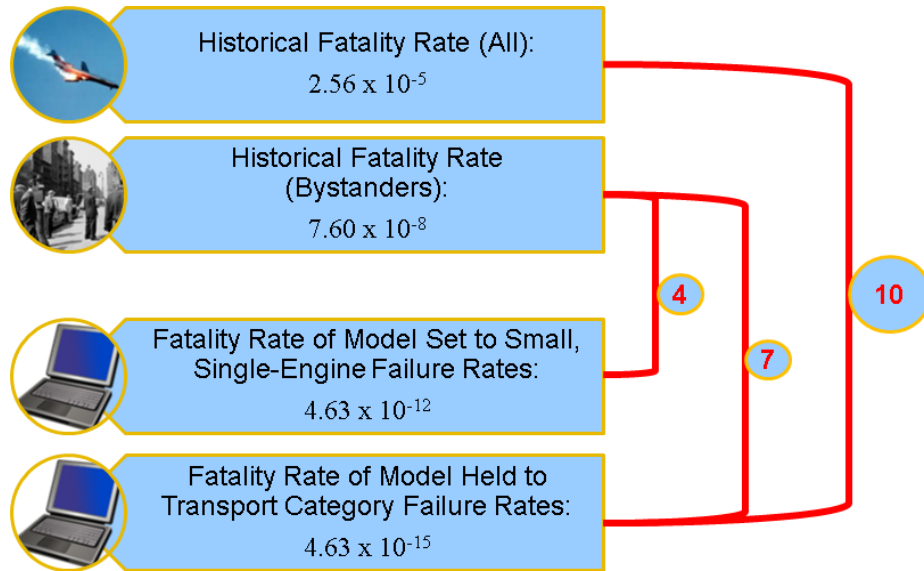 Historical Fatality Rate (All):
2.56 x 10⁻⁵
Historical Fatality Rate
(Bystanders):
7.60 x 10⁻⁸
4
10
7
Fatality Rate of Model Set to Small,
Single-Engine Failure Rates:
4.63 x 10⁻¹²
Fatality Rate of Model Held to
Transport Category Failure Rates:
4.63 x 10⁻¹⁵